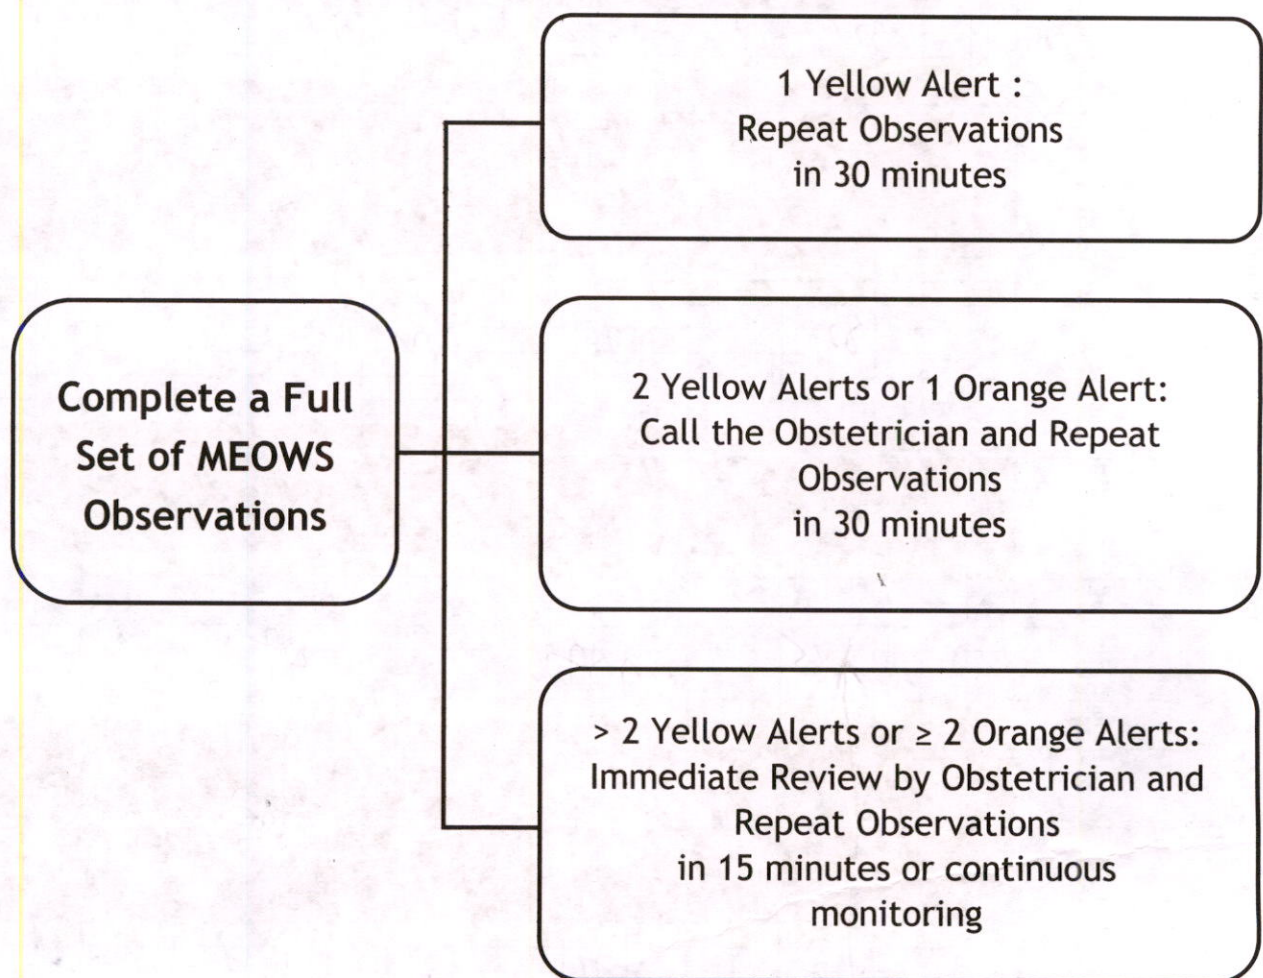 1 Yellow Alert :
Repeat Observations
in 30 minutes
Complete a Full
Set of MEOWS
Observations
2 Yellow Alerts or 1 Orange Alert:
Call the Obstetrician and Repeat
Observations
in 30 minutes
> 2 Yellow Alerts or ≥ 2 Orange Alerts:
Immediate Review by Obstetrician and
Repeat Observations
in 15 minutes or continuous
monitoring